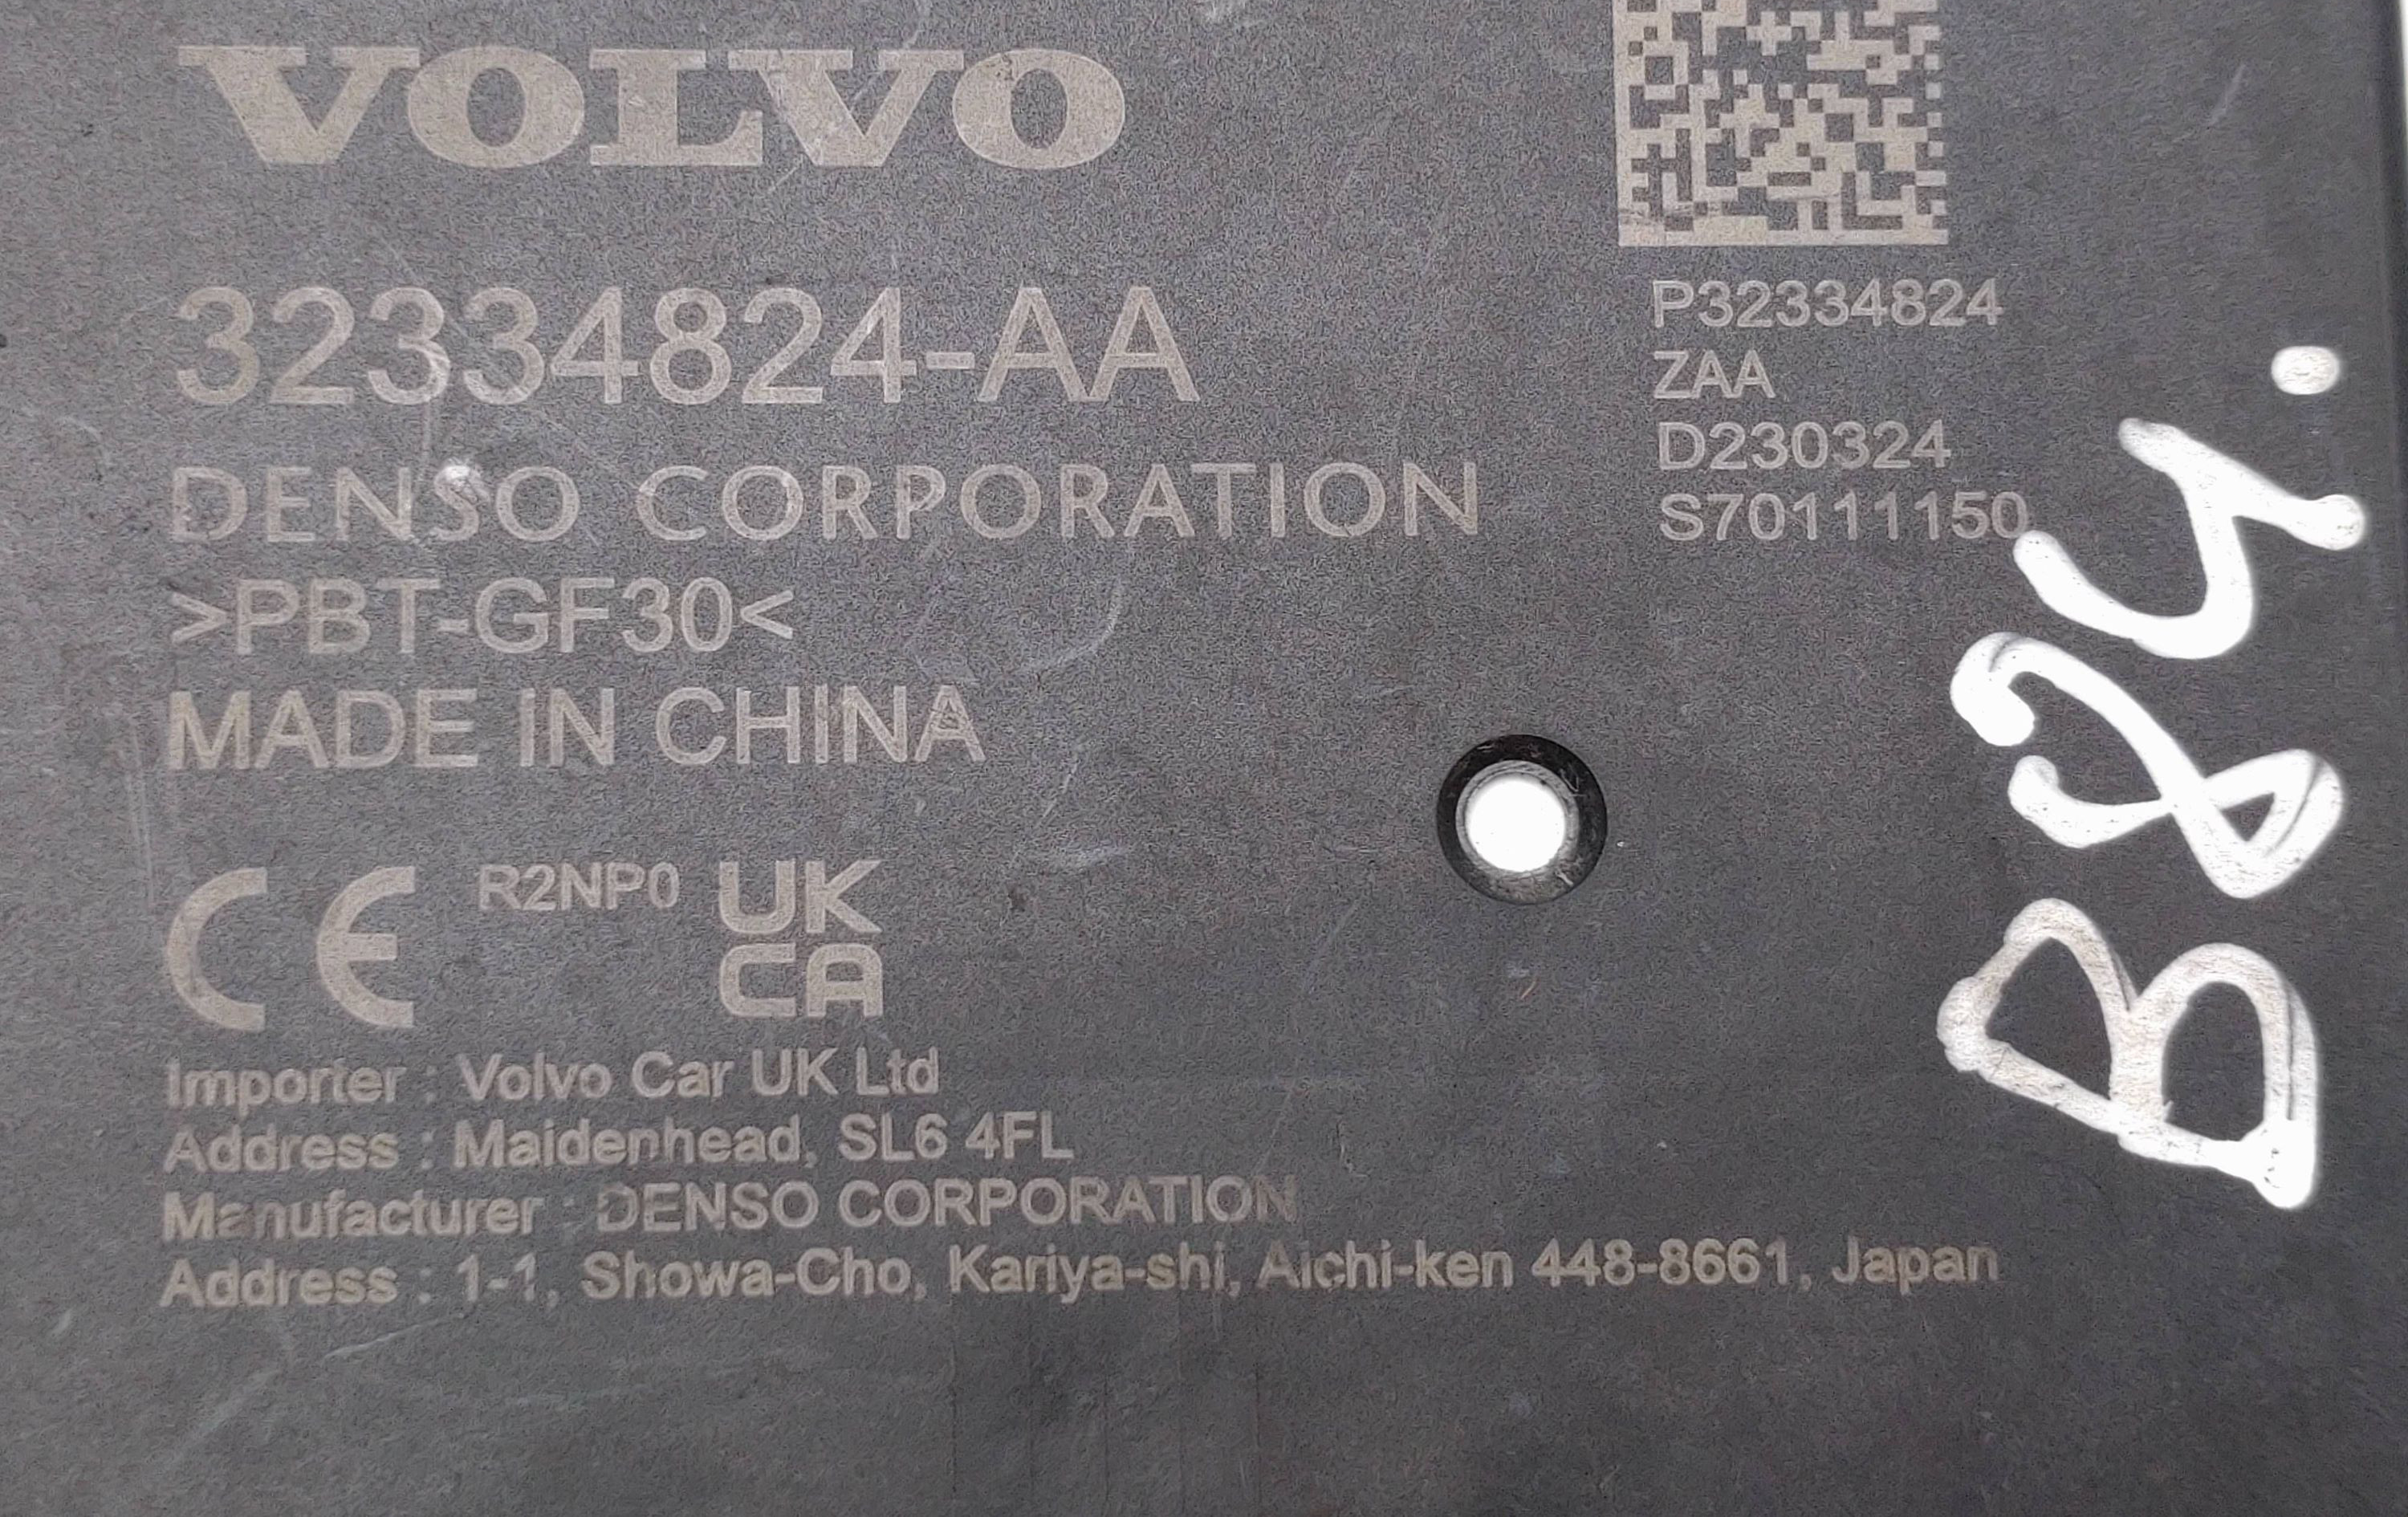 VOLVO
32334824-AA
DENSO CORPORATION
>PBT-GF30<
MADE IN CHINA
CE R2NP0 UK
CA
Importer : Volvo Car UK Ltd
Address : Maidenhead, SL6 4FL
Manufacturer : DENSO CORPORATION
Address : 1-1, Showa-Cho, Kariya-shi, Aichi-ken 448-8661, Japan
P32334824
ZAA
D230324
S70111150
B84.